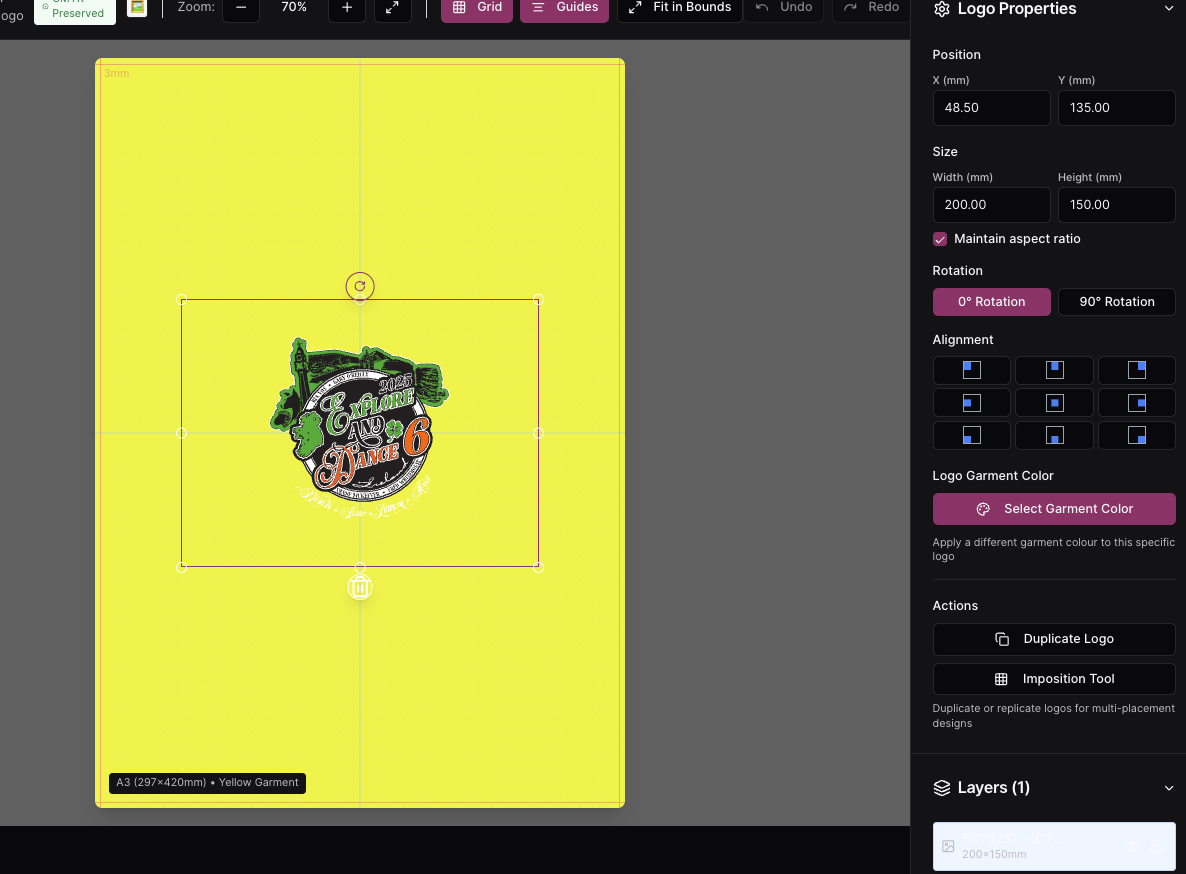 ogo
Preserved
Zoom:
70%
Grid
Guides
Fit in Bounds
Undo
Redo
3mm
2025
EXPLORE
AND
DANCE 6
A3 (297×420mm) • Yellow Garment
Logo Properties
Position
X (mm)
Y (mm)
48.50
135.00
Size
Width (mm)
Height (mm)
200.00
150.00
Maintain aspect ratio
Rotation
0° Rotation
90° Rotation
Alignment
Logo Garment Color
Select Garment Color
Apply a different garment colour to this specific
logo
Actions
Duplicate Logo
Imposition Tool
Duplicate or replicate logos for multi-placement
designs
Layers (1)
200×150mm